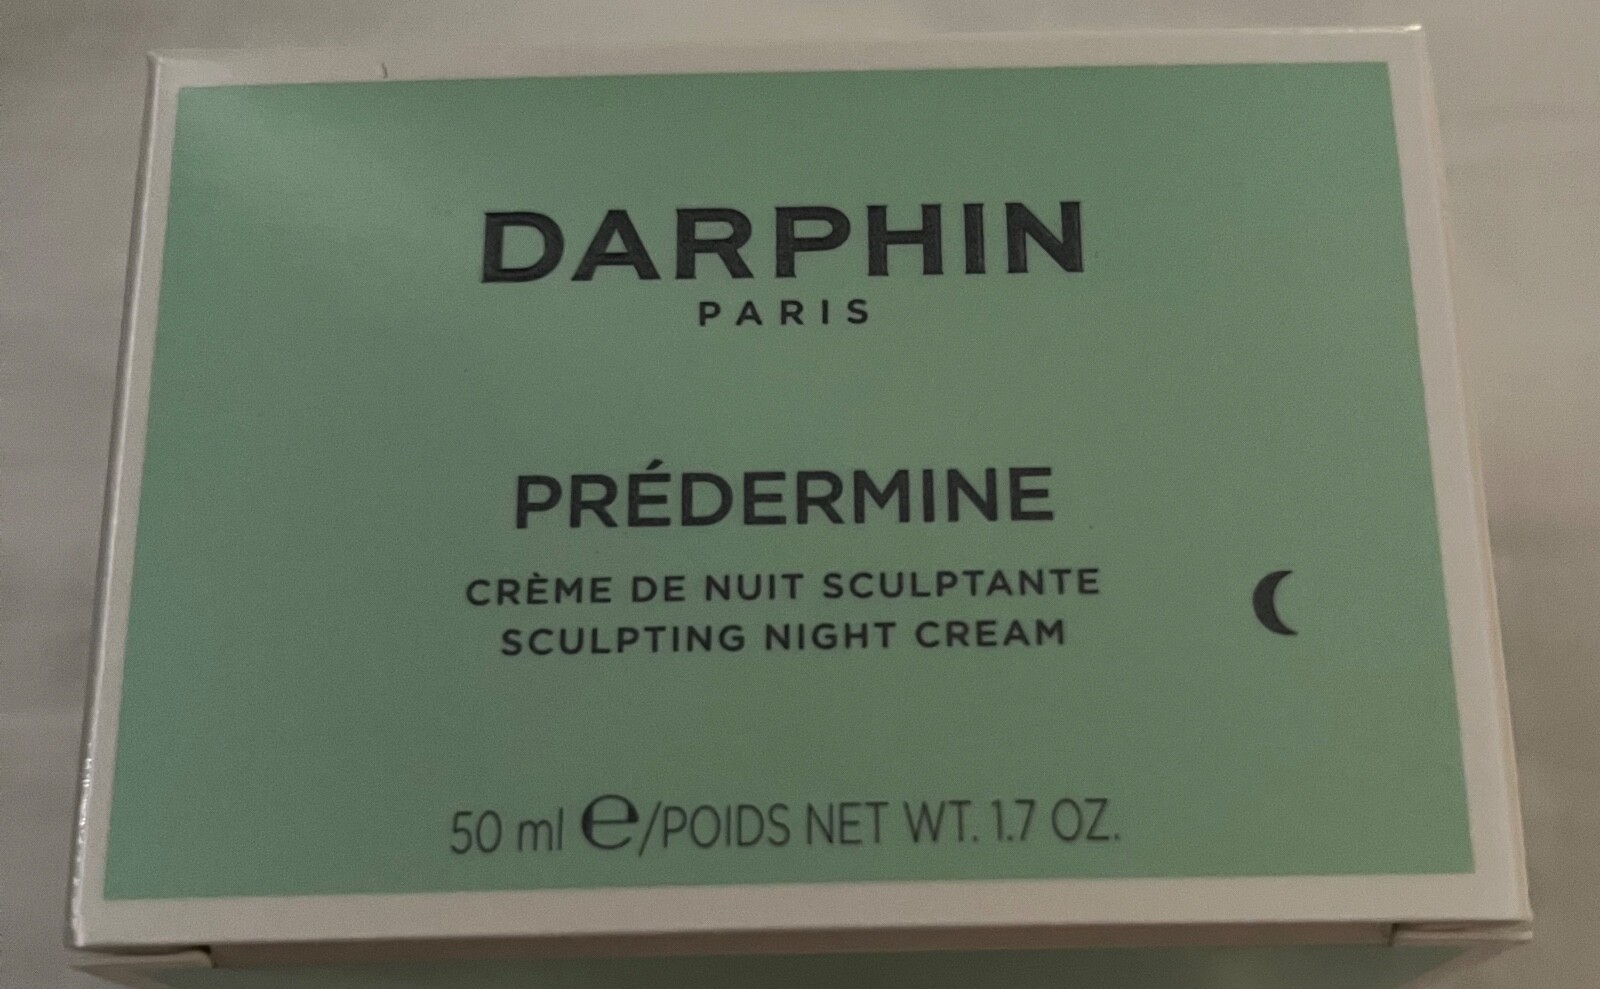 DARPHIN
PARIS
PRÉDERMINE
CRÈME DE NUIT SCULPTANTE
SCULPTING NIGHT CREAM
50 ml ℮/POIDS NET WT. 1.7 OZ.